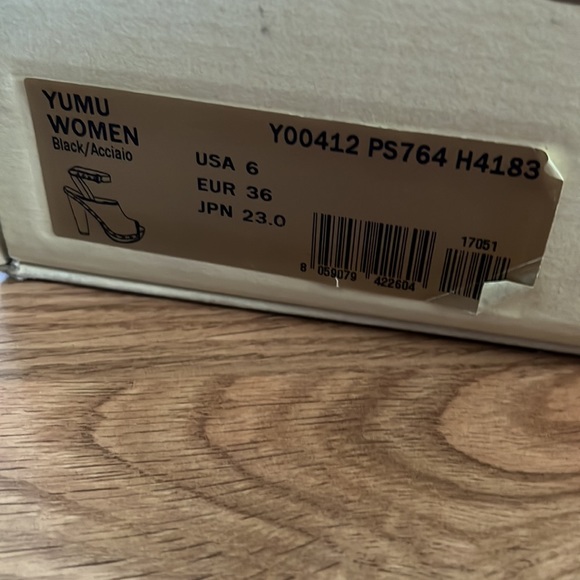 YUMU
WOMEN
Black/Acciaio
USA 6
EUR 36
JPN 23.0
Y00412 PS764 H4183
8 059079 422604
17051